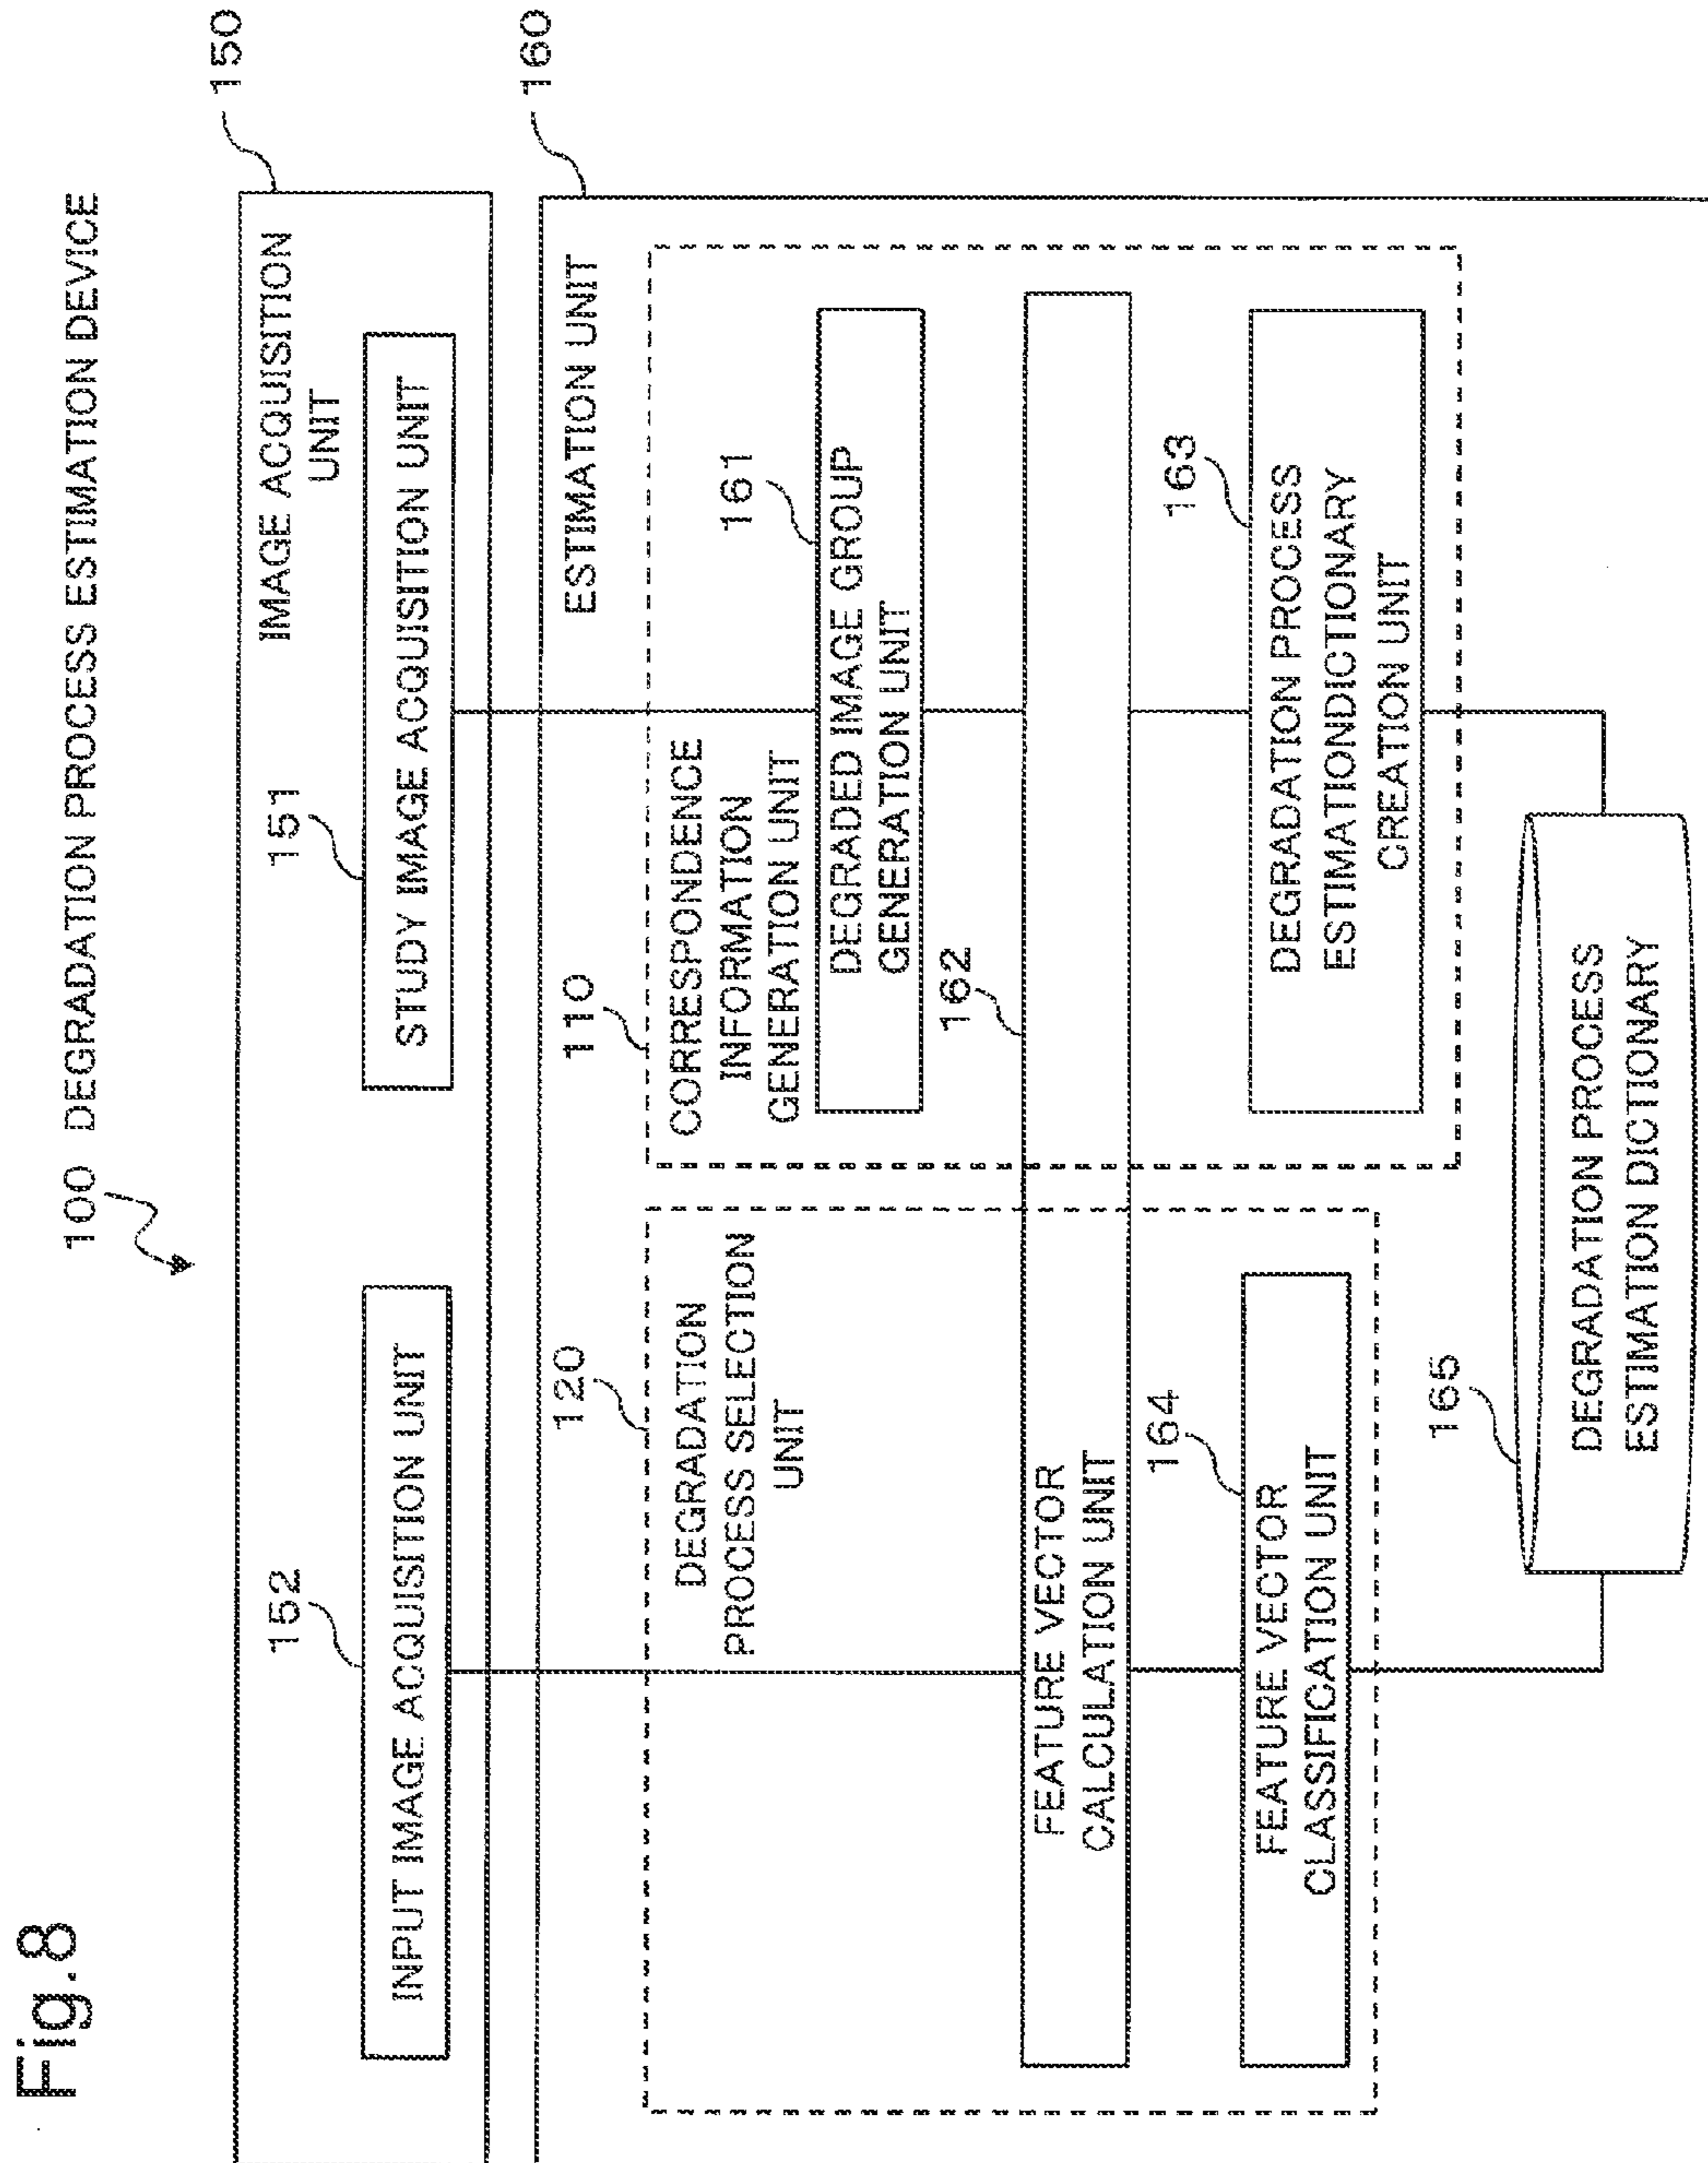 Fig.8
100 DEGRADATION PROCESS ESTIMATION DEVICE
150
IMAGE ACQUISITION
UNIT
152
INPUT IMAGE ACQUISITION UNIT
151
STUDY IMAGE ACQUISITION UNIT
160
ESTIMATION UNIT
120
DEGRADATION
PROCESS SELECTION
UNIT
110
CORRESPONDENCE
INFORMATION
GENERATION UNIT
161
DEGRADED IMAGE GROUP
GENERATION UNIT
162
FEATURE VECTOR
CALCULATION UNIT
164
FEATURE VECTOR
CLASSIFICATION UNIT
163
DEGRADATION PROCESS
ESTIMATIONDICTIONARY
CREATION UNIT
165
DEGRADATION PROCESS
ESTIMATION DICTIONARY